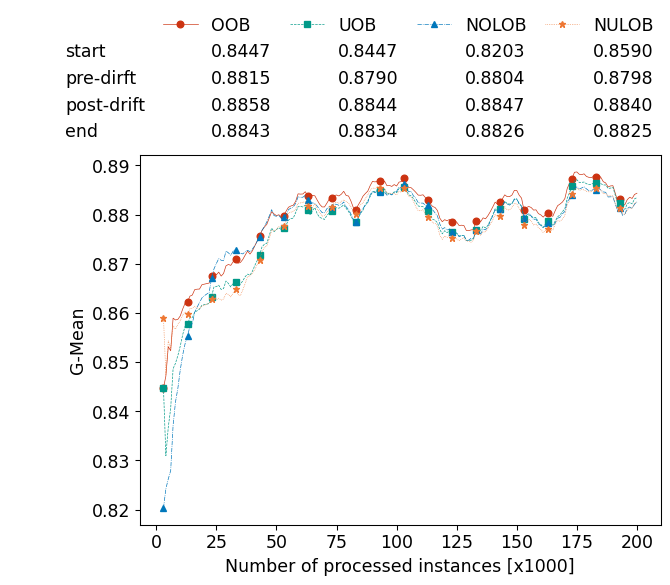 OOB UOB NOLOB NULOB
start 0.8447 0.8447 0.8203 0.8590
pre-dirft 0.8815 0.8790 0.8804 0.8798
post-drift 0.8858 0.8844 0.8847 0.8840
end 0.8843 0.8834 0.8826 0.8825
0.89
0.88
0.87
0.86
0.85
0.84
0.83
0.82
G-Mean
0 25 50 75 100 125 150 175 200
Number of processed instances [x1000]